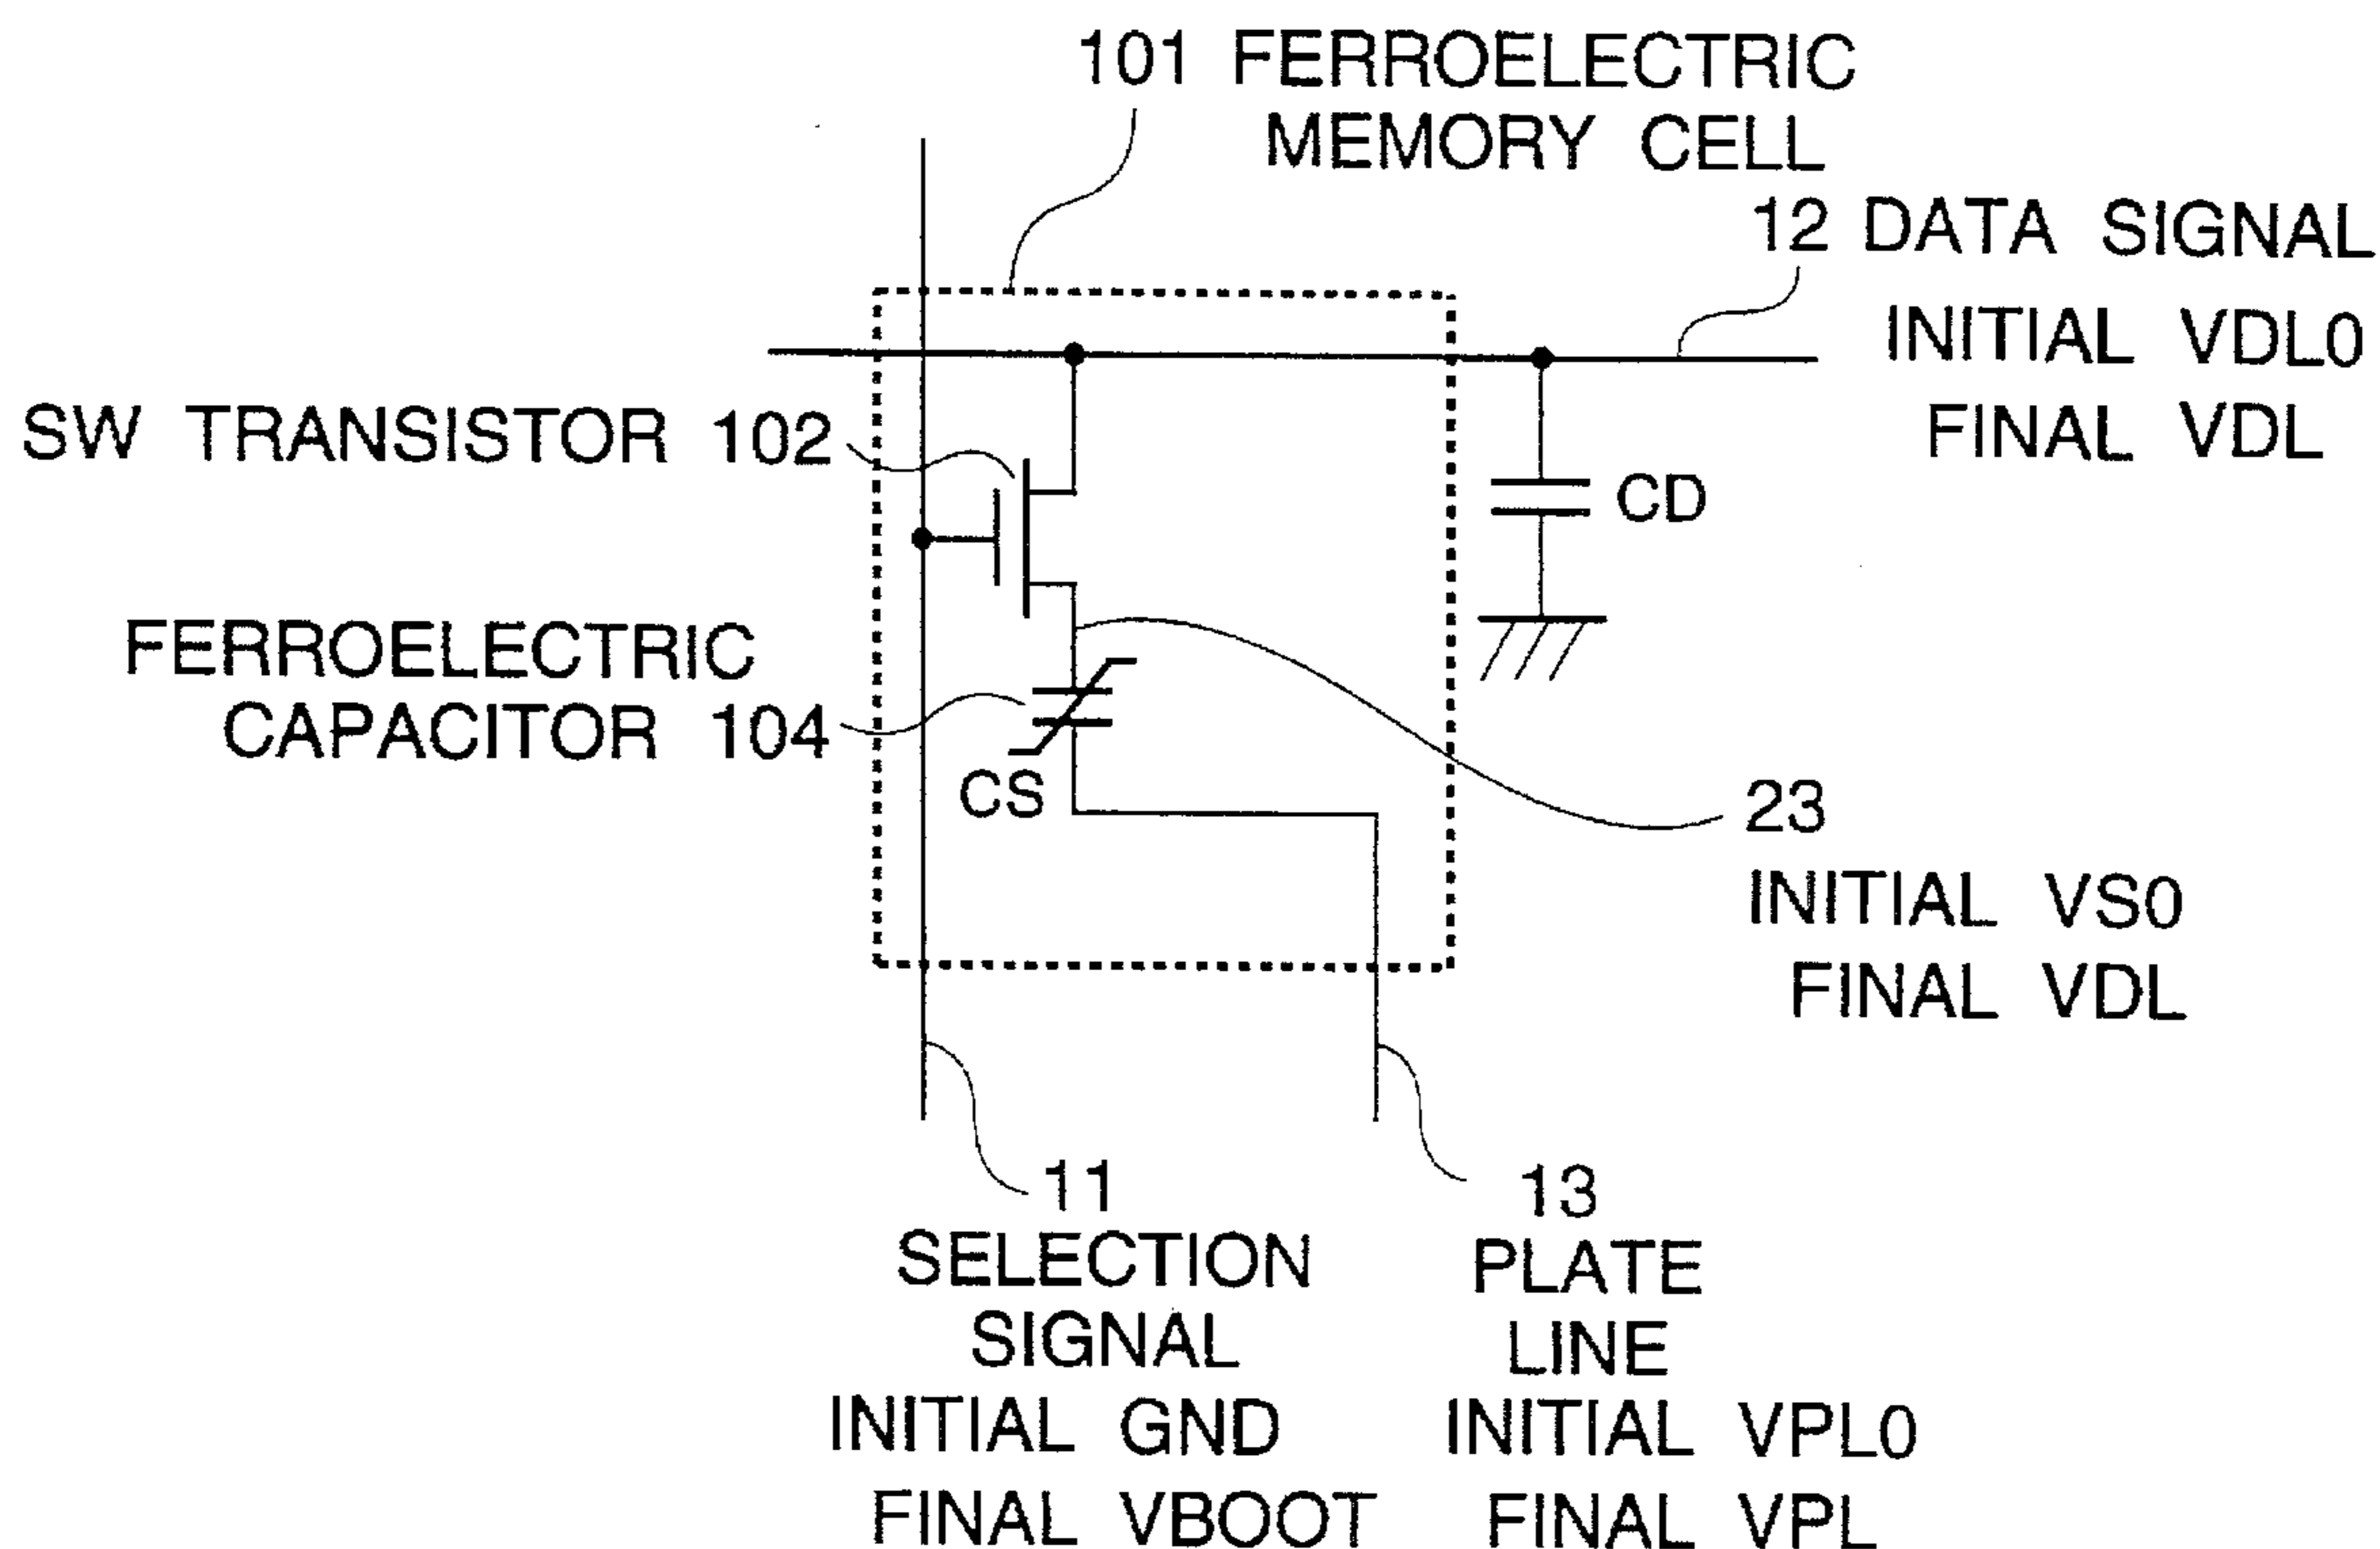 101 FERROELECTRIC
MEMORY CELL
12 DATA SIGNAL
INITIAL VDL0
FINAL VDL
SW TRANSISTOR 102
CD
FERROELECTRIC
CAPACITOR 104
CS
23
INITIAL VS0
FINAL VDL
11
SELECTION
SIGNAL
INITIAL GND
FINAL VBOOT
13
PLATE
LINE
INITIAL VPL0
FINAL VPL